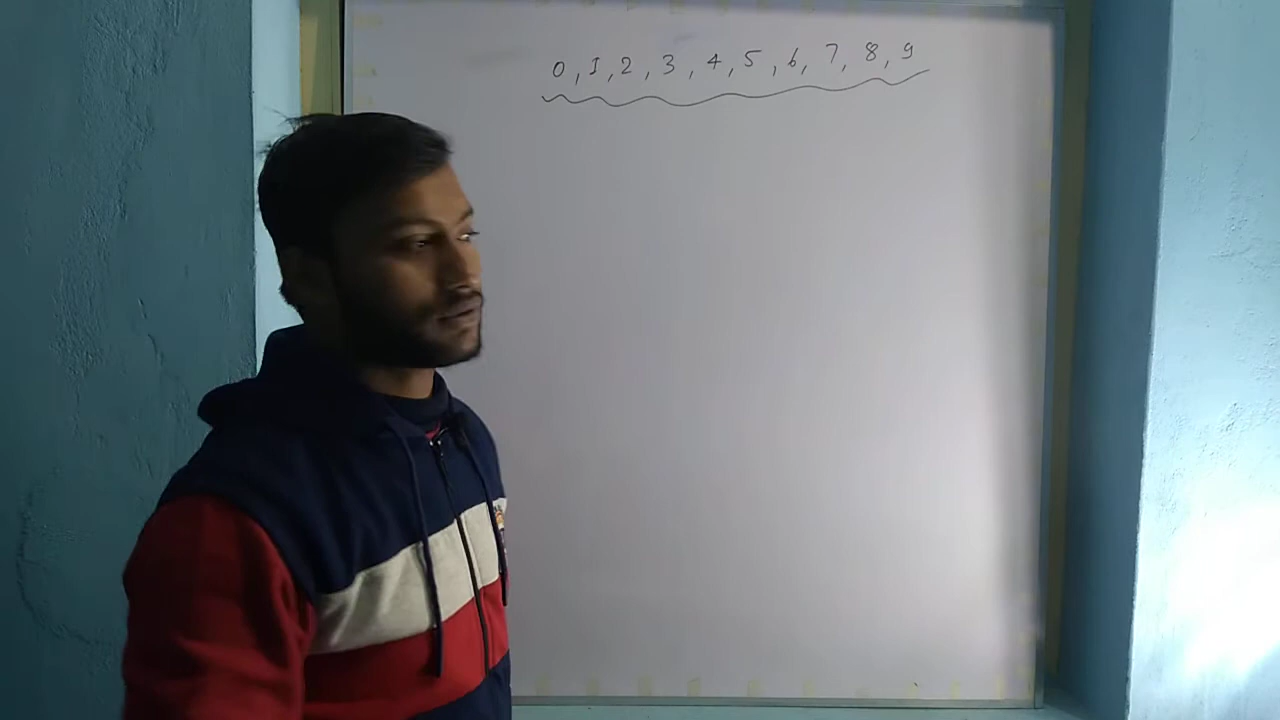 0, 1, 2, 3, 4, 5, 6, 7, 8, 9